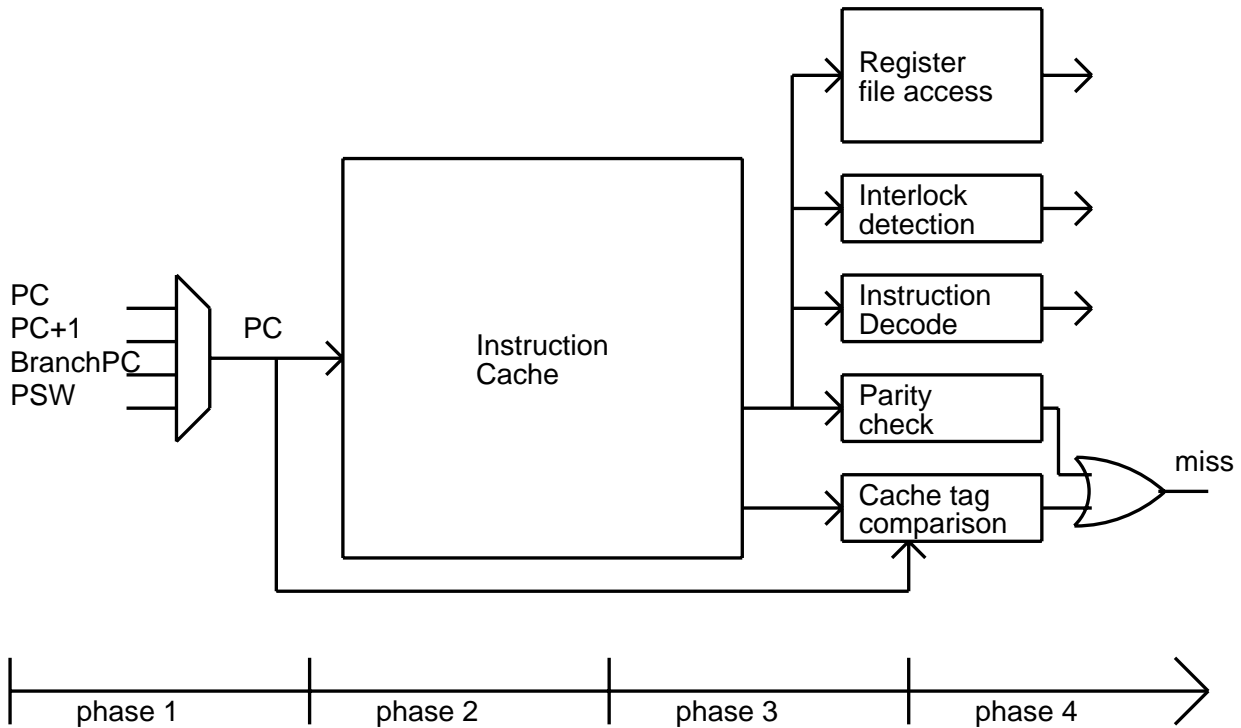 Register
file access
Interlock
detection
PC
PC+1
BranchPC
PSW
PC
Instruction
Cache
Instruction
Decode
Parity
check
Cache tag
comparison
miss
phase 1
phase 2
phase 3
phase 4